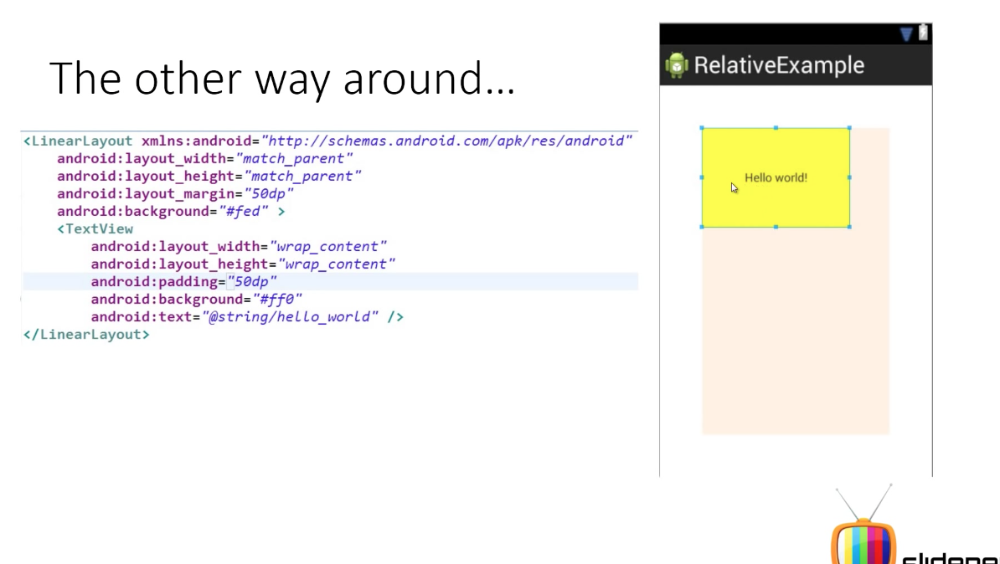 The other way around...
<LinearLayout xmlns:android="http://schemas.android.com/apk/res/android"
android:layout_width="match_parent"
android:layout_height="match_parent"
android:layout_margin="50dp"
android:background="#fed" >
<TextView
android:layout_width="wrap_content"
android:layout_height="wrap_content"
android:padding="50dp"
android:background="#ff0"
android:text="@string/hello_world" />
</LinearLayout>
RelativeExample
Hello world!